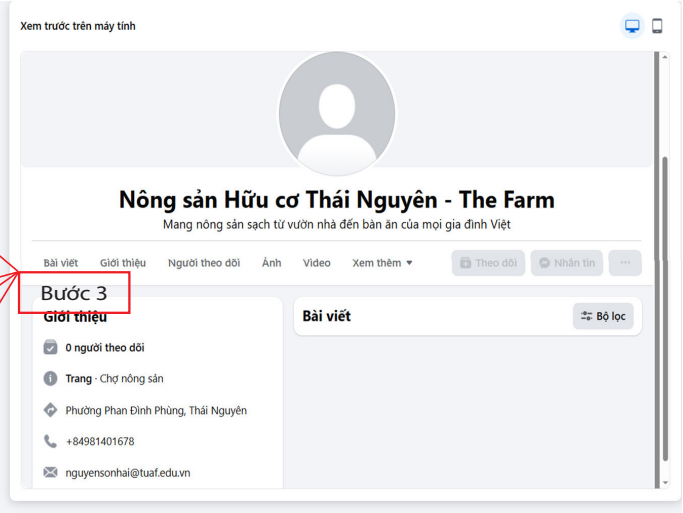 Xem trước trên máy tính
Nông sản Hữu cơ Thái Nguyên - The Farm
Mang nông sản sạch từ vườn nhà đến bàn ăn của mọi gia đình Việt
Bài viết Giới thiệu Người theo dõi Ảnh Video Xem thêm Theo dõi Nhắn tin
Bước 3
Giới thiệu
Bài viết Bộ lọc
0 người theo dõi
Trang · Chợ nông sản
Phường Phan Đình Phùng, Thái Nguyên
+84981401678
nguyensonhai@tuaf.edu.vn